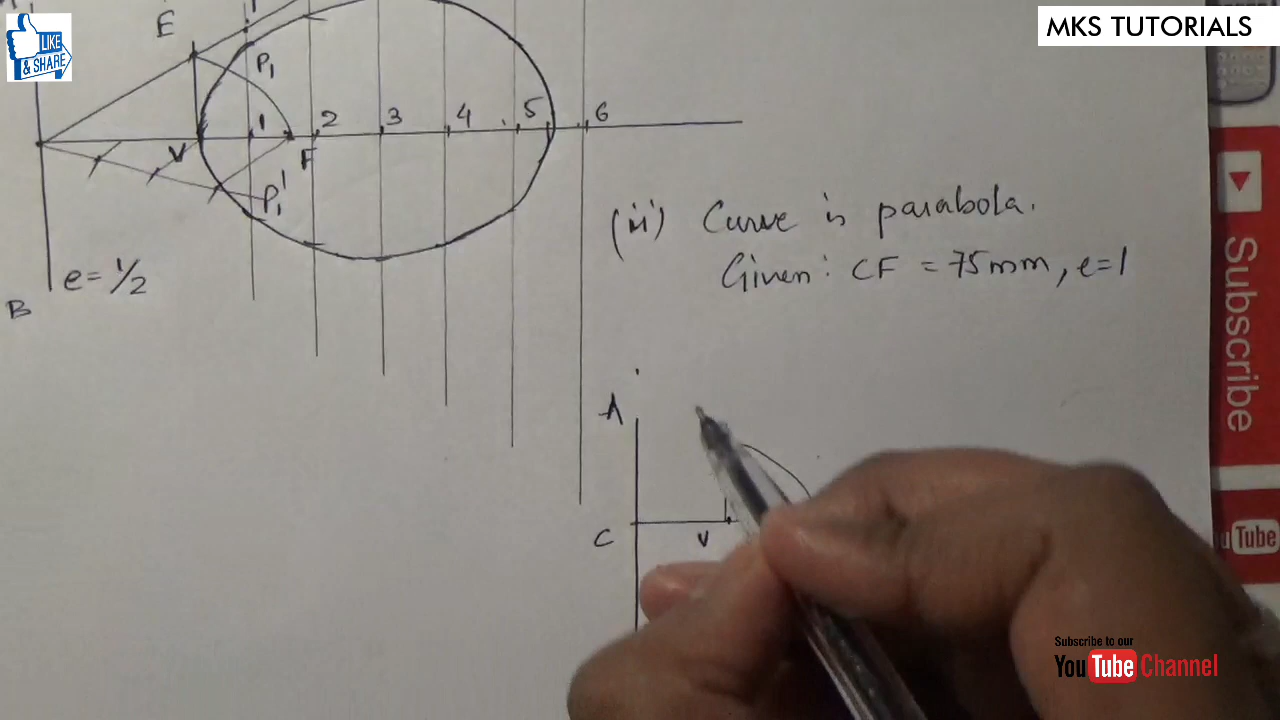 LIKE
& SHARE
MKS TUTORIALS
E
P1
1 2 3 4 5 6
V
F
P1'
e=1/2
B
(ii) Curve is parabola.
Given: CF = 75mm, e=1
A
C
V
Subscribe
uTube
Subscribe to our
YouTube Channel